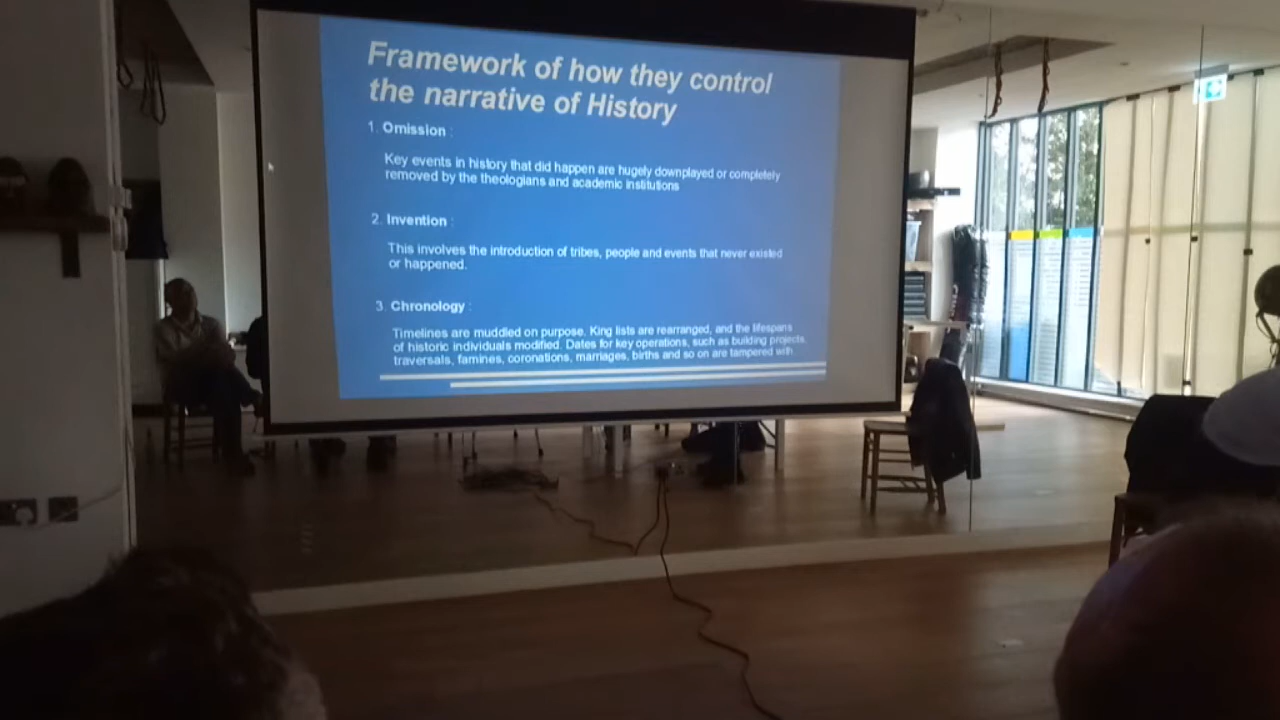 Framework of how they control
the narrative of History
1. Omission :
Key events in history that did happen are hugely downplayed or completely
removed by the theologians and academic institutions
2. Invention :
This involves the introduction of tribes, people and events that never existed
or happened.
3. Chronology :
Timelines are muddled on purpose. King lists are rearranged, and the lifespans
of historic individuals modified. Dates for key operations, such as building projects,
traversals, famines, coronations, marriages, births and so on are tampered with.